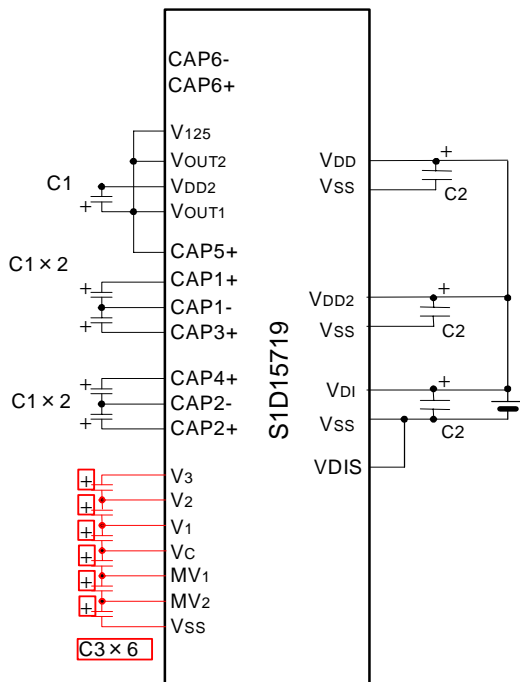 CAP6-
CAP6+
V125
VOUT2
VDD2
VOUT1
CAP5+
CAP1+
CAP1-
CAP3+
CAP4+
CAP2-
CAP2+
V3
V2
V1
VC
MV1
MV2
VSS
C1
+
C1×2
+
+
C1×2
+
+
+
+
+
+
+
+
C3×6
S1D15719
VDD
VSS
+
C2
VDD2
VSS
+
C2
VDI
VSS
+
C2
VDIS